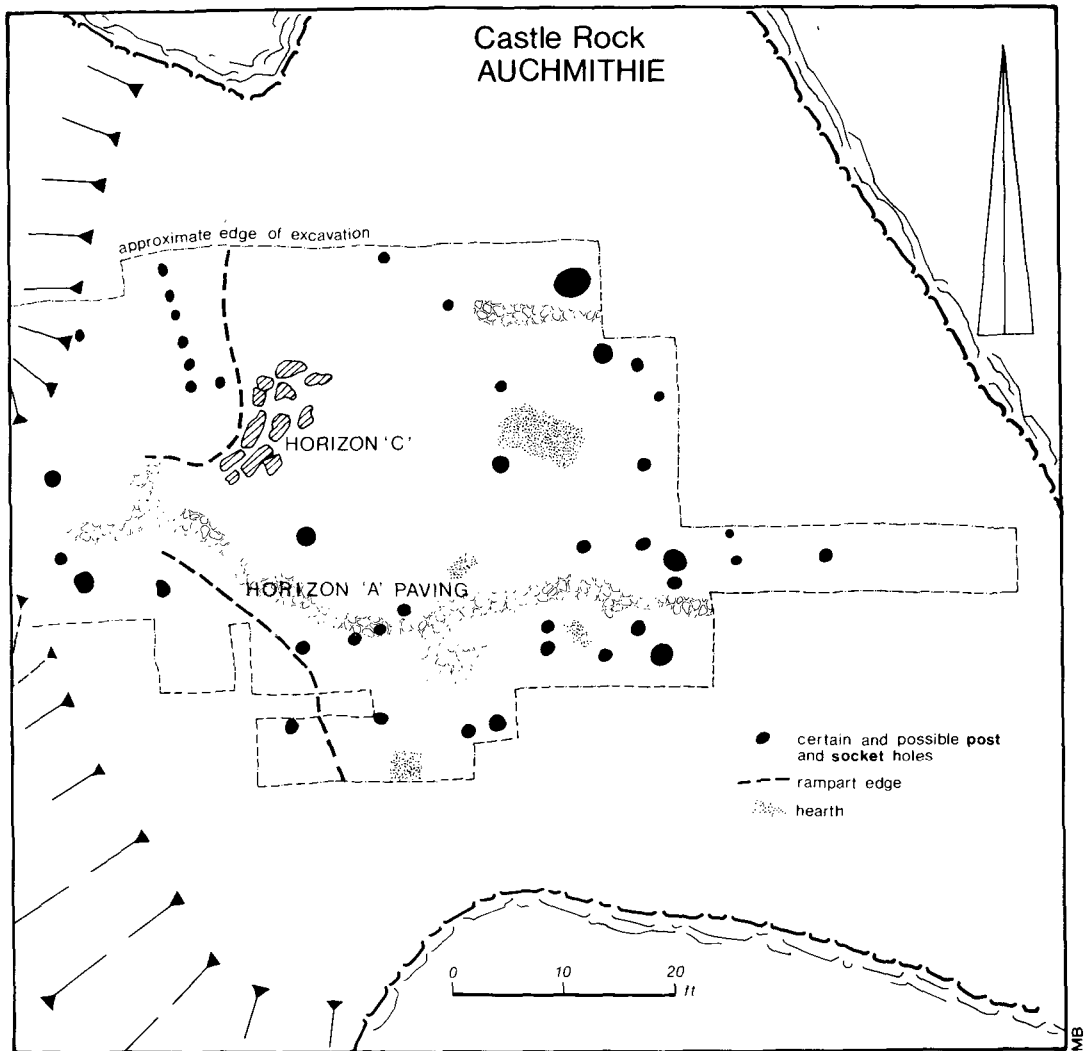 Castle Rock
AUCHMITHIE
approximate edge of excavation
HORIZON 'C'
HORIZON 'A' PAVING
certain and possible post
and socket holes
rampart edge
hearth
0 10 20
ft
MB